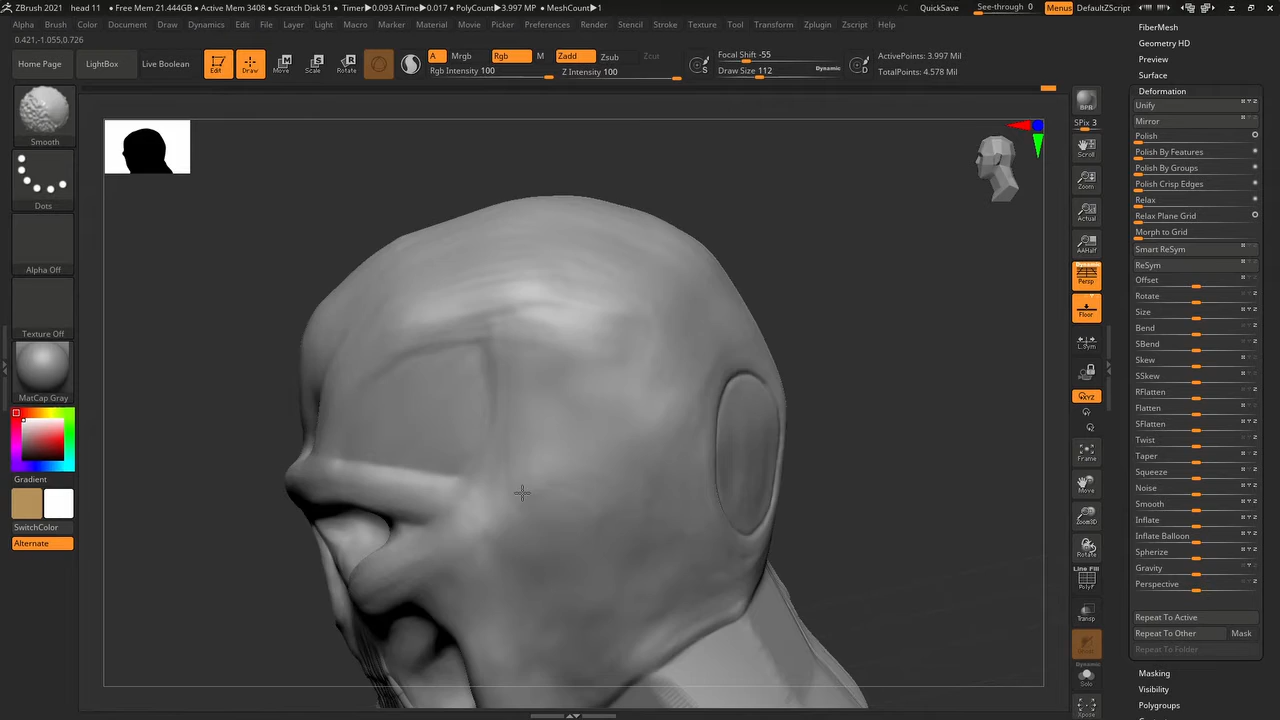 ZBrush 2021 head 11 • Free Mem 21.444GB • Active Mem 3408 • Scratch Disk 51 • Timer▶0.093 ATime▶0.017 • PolyCount▶3.997 MP • MeshCount▶1
AC QuickSave See-through 0 Menus DefaultZScript
Alpha Brush Color Document Draw Dynamics Edit File Layer Light Macro Marker Material Movie Picker Preferences Render Stencil Stroke Texture Tool Transform Zplugin Zscript Help
0.421,-1.055,0.726
Home Page
LightBox
Live Boolean
Edit
Draw
Move
Scale
Rotate
A Mrgb Rgb M Zadd Zsub Zcut
Rgb Intensity 100
Z Intensity 100
S
Focal Shift -55
Draw Size 112 Dynamic
D
ActivePoints: 3.997 Mil
TotalPoints: 4.578 Mil
Smooth
Dots
Alpha Off
Texture Off
MatCap Gray
Gradient
SwitchColor
Alternate
BPR
SPix 3
Scroll
Zoom
Actual
AAHalf
Dynamic
Persp
Floor
L.Sym
XYZ
Frame
Move
Zoom3D
Rotate
Line Fill
PolyF
Transp
Dynamic
Solo
Xpose
FiberMesh
Geometry HD
Preview
Surface
Deformation
Unify
Mirror
Polish
Polish By Features
Polish By Groups
Polish Crisp Edges
Relax
Relax Plane Grid
Morph to Grid
Smart ReSym
ReSym
Offset
Rotate
Size
Bend
SBend
Skew
SSkew
RFlatten
Flatten
SFlatten
Twist
Taper
Squeeze
Noise
Smooth
Inflate
Inflate Balloon
Spherize
Gravity
Perspective
Repeat To Active
Repeat To Other Mask
Repeat To Folder
Masking
Visibility
Polygroups